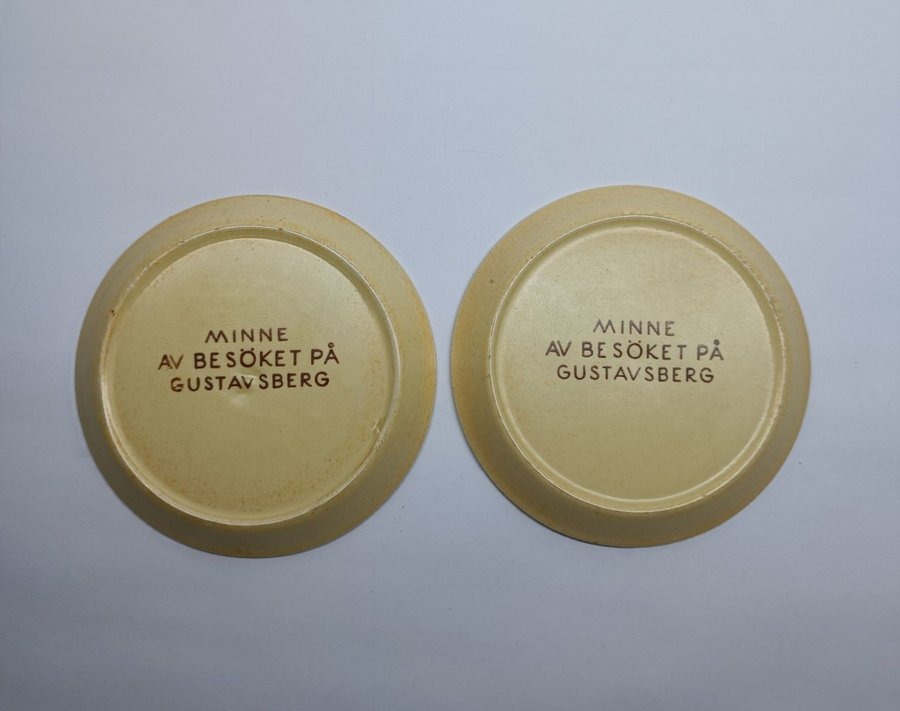 MINNE
AV BESÖKET PÅ
GUSTAVSBERG
MINNE
AV BESÖKET PÅ
GUSTAVSBERG